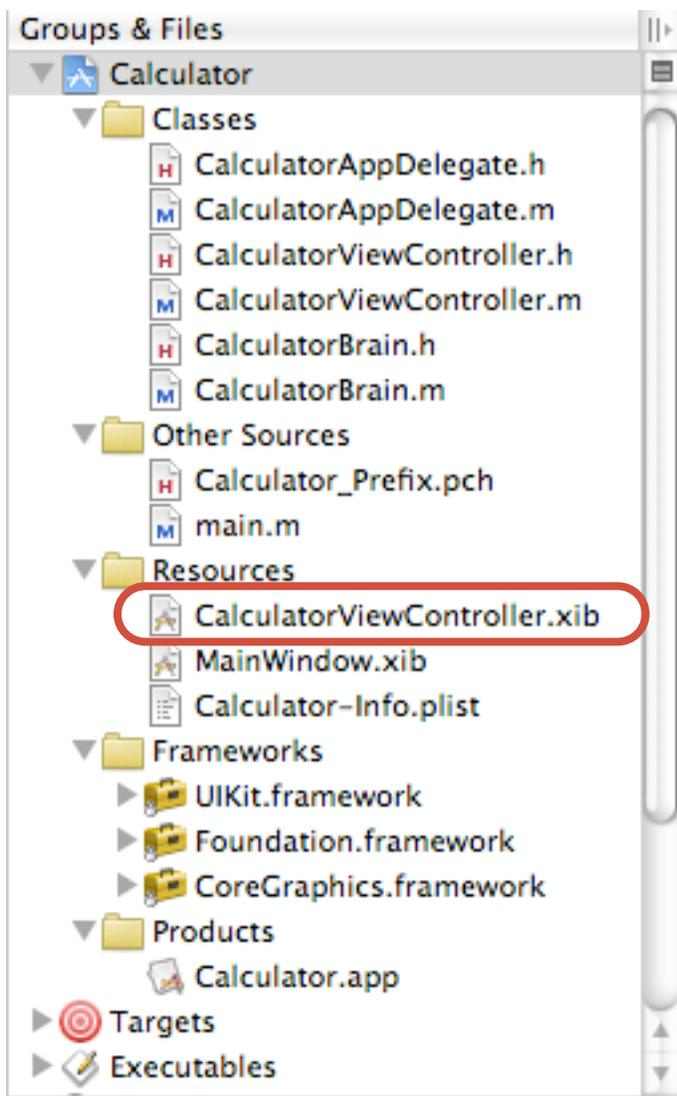 Groups & Files
Calculator
Classes
H CalculatorAppDelegate.h
M CalculatorAppDelegate.m
H CalculatorViewController.h
M CalculatorViewController.m
H CalculatorBrain.h
M CalculatorBrain.m
Other Sources
H Calculator_Prefix.pch
M main.m
Resources
CalculatorViewController.xib
MainWindow.xib
Calculator-Info.plist
Frameworks
UIKit.framework
Foundation.framework
CoreGraphics.framework
Products
Calculator.app
Targets
Executables